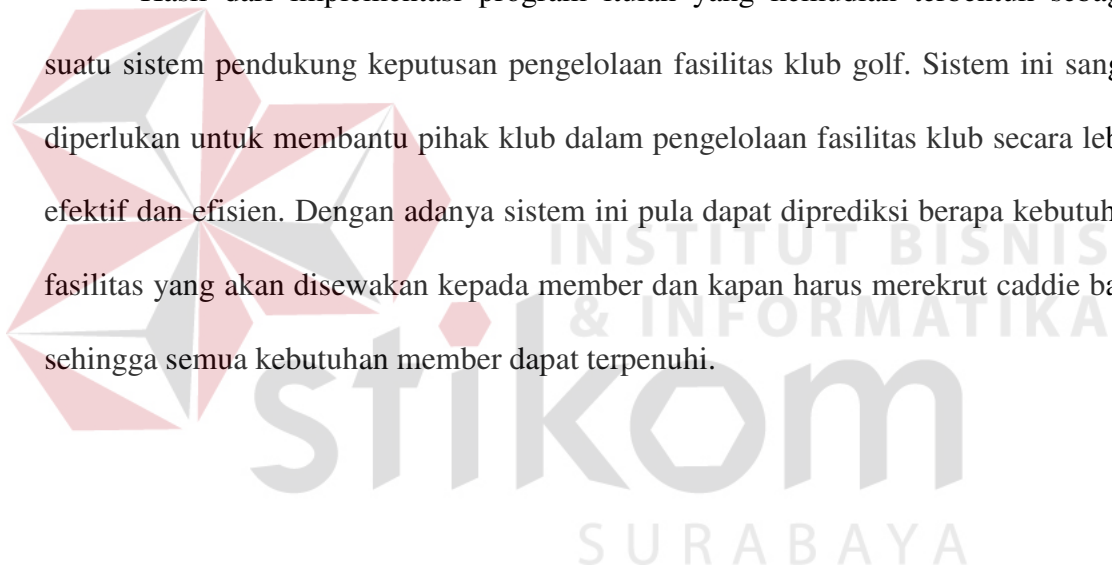 suatu sistem pendukung keputusan pengelolaan fasilitas klub golf. Sistem ini sang
diperlukan untuk membantu pihak klub dalam pengelolaan fasilitas klub secara leb
efektif dan efisien. Dengan adanya sistem ini pula dapat diprediksi berapa kebutuh
fasilitas yang akan disewakan kepada member dan kapan harus merekrut caddie ba
sehingga semua kebutuhan member dapat terpenuhi.
INSTITUT BISNIS
& INFORMATIKA
stikom
SURABAYA